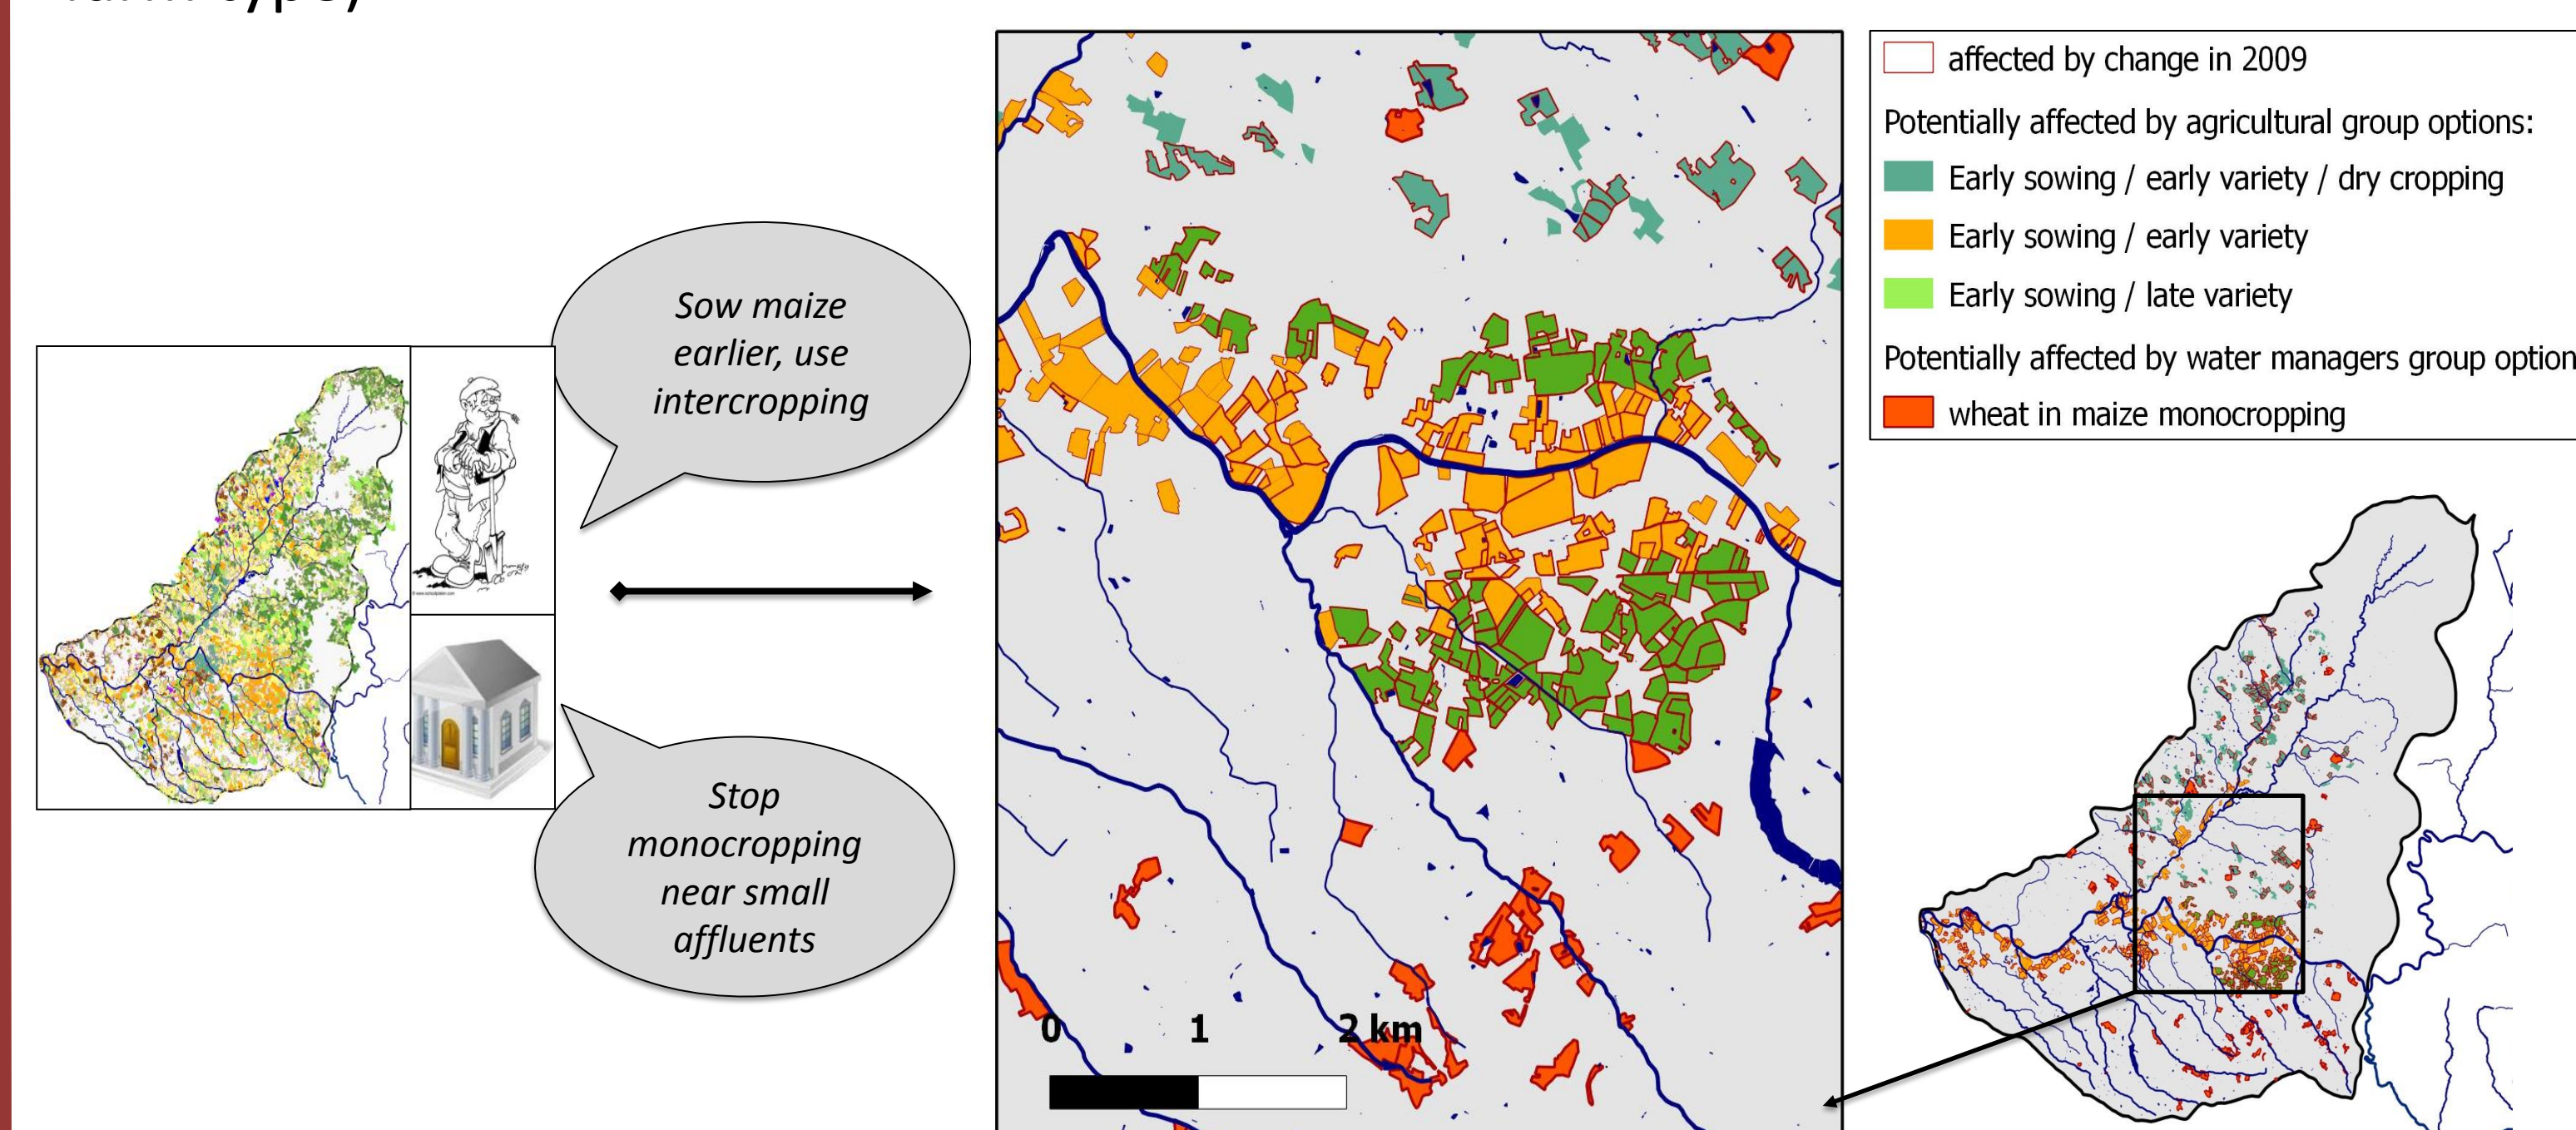 Sow maize
earlier, use
intercropping
Stop
monocropping
near small
affluents
0 1 2 km
affected by change in 2009
Potentially affected by agricultural group options:
Early sowing / early variety / dry cropping
Early sowing / early variety
Early sowing / late variety
Potentially affected by water managers group option
wheat in maize monocropping